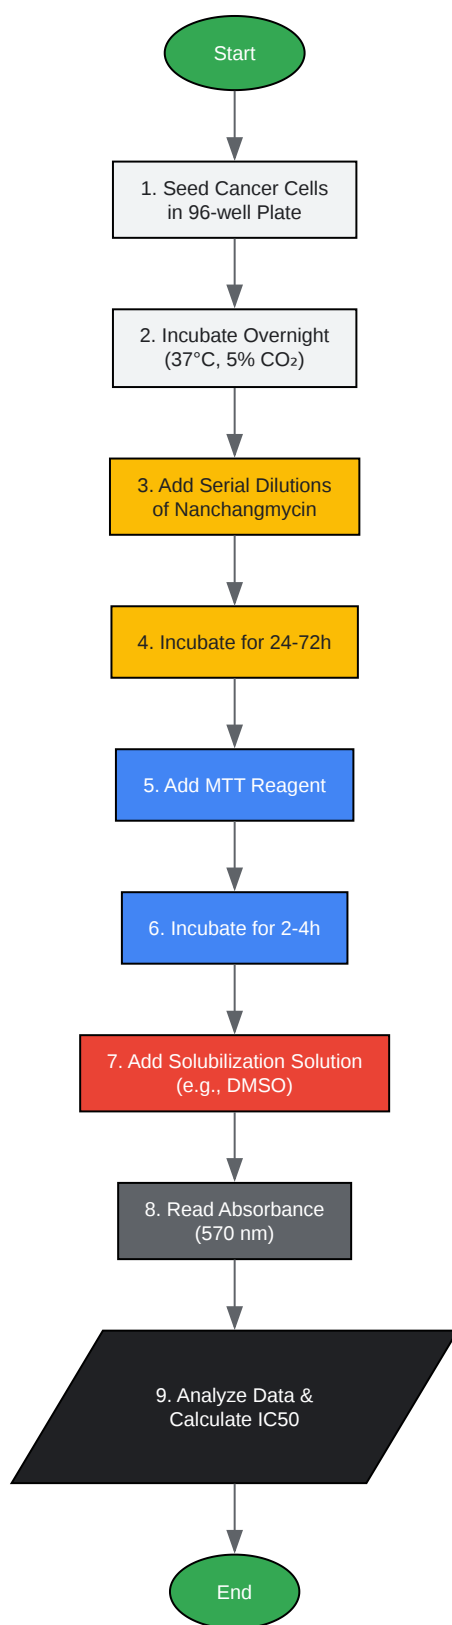 Start
1. Seed Cancer Cells
in 96-well Plate
2. Incubate Overnight
(37°C, 5% CO₂)
3. Add Serial Dilutions
of Nanchangmycin
4. Incubate for 24-72h
5. Add MTT Reagent
6. Incubate for 2-4h
7. Add Solubilization Solution
(e.g., DMSO)
8. Read Absorbance
(570 nm)
9. Analyze Data &
Calculate IC50
End